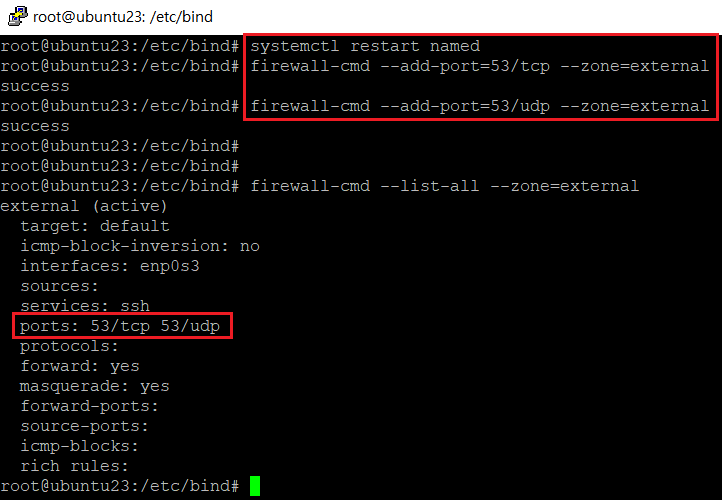 root@ubuntu23: /etc/bind
root@ubuntu23:/etc/bind# systemctl restart named
root@ubuntu23:/etc/bind# firewall-cmd --add-port=53/tcp --zone=external
success
root@ubuntu23:/etc/bind# firewall-cmd --add-port=53/udp --zone=external
success
root@ubuntu23:/etc/bind#
root@ubuntu23:/etc/bind#
root@ubuntu23:/etc/bind# firewall-cmd --list-all --zone=external
external (active)
  target: default
  icmp-block-inversion: no
  interfaces: enp0s3
  sources:
  services: ssh
  ports: 53/tcp 53/udp
  protocols:
  forward: yes
  masquerade: yes
  forward-ports:
  source-ports:
  icmp-blocks:
  rich rules:
root@ubuntu23:/etc/bind#